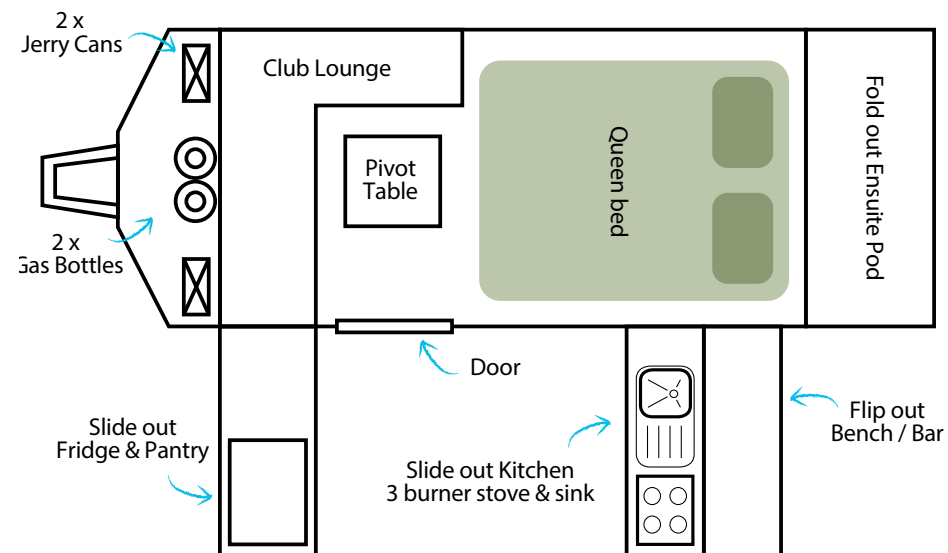 2 x
Jerry Cans
Club Lounge
Pivot
Table
Queen bed
Fold out Ensuite Pod
2 x
Gas Bottles
Door
Slide out
Fridge & Pantry
Slide out Kitchen
3 burner stove & sink
Flip out
Bench / Bar